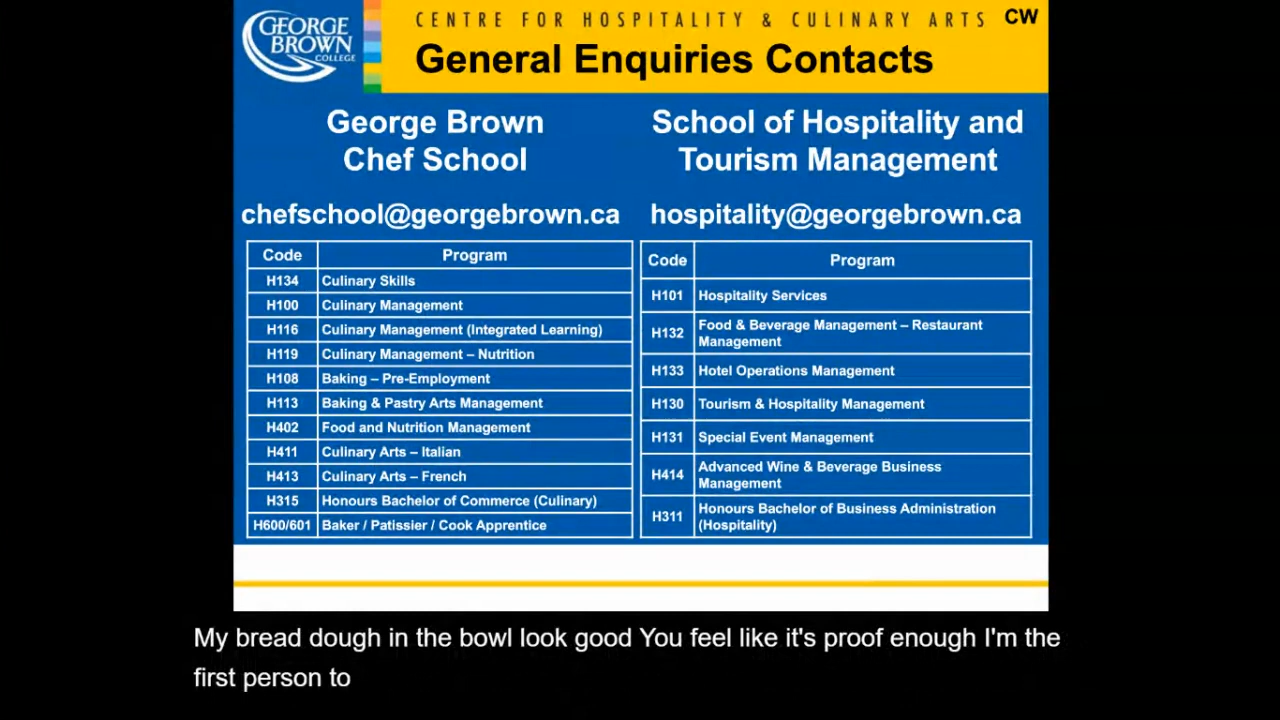 GEORGE
BROWN
COLLEGE
CENTRE FOR HOSPITALITY & CULINARY ARTS
CW
General Enquiries Contacts
George Brown
Chef School
chefschool@georgebrown.ca
Code Program
H134 Culinary Skills
H100 Culinary Management
H116 Culinary Management (Integrated Learning)
H119 Culinary Management – Nutrition
H108 Baking – Pre-Employment
H113 Baking & Pastry Arts Management
H402 Food and Nutrition Management
H411 Culinary Arts – Italian
H413 Culinary Arts – French
H315 Honours Bachelor of Commerce (Culinary)
H600/601 Baker / Patissier / Cook Apprentice
School of Hospitality and
Tourism Management
hospitality@georgebrown.ca
Code Program
H101 Hospitality Services
H132 Food & Beverage Management – Restaurant
Management
H133 Hotel Operations Management
H130 Tourism & Hospitality Management
H131 Special Event Management
H414 Advanced Wine & Beverage Business
Management
H311 Honours Bachelor of Business Administration
(Hospitality)
My bread dough in the bowl look good You feel like it's proof enough I'm the
first person to